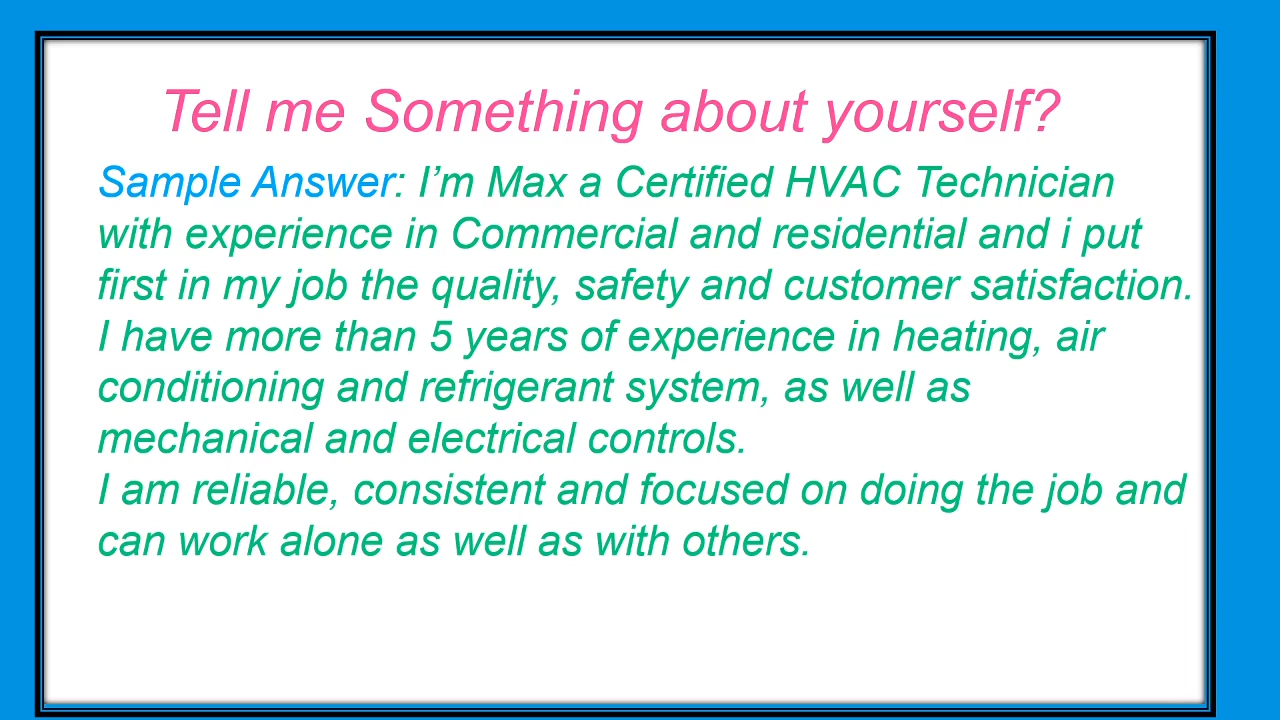 Tell me Something about yourself?
Sample Answer: I’m Max a Certified HVAC Technician
with experience in Commercial and residential and i put
first in my job the quality, safety and customer satisfaction.
I have more than 5 years of experience in heating, air
conditioning and refrigerant system, as well as
mechanical and electrical controls.
I am reliable, consistent and focused on doing the job and
can work alone as well as with others.